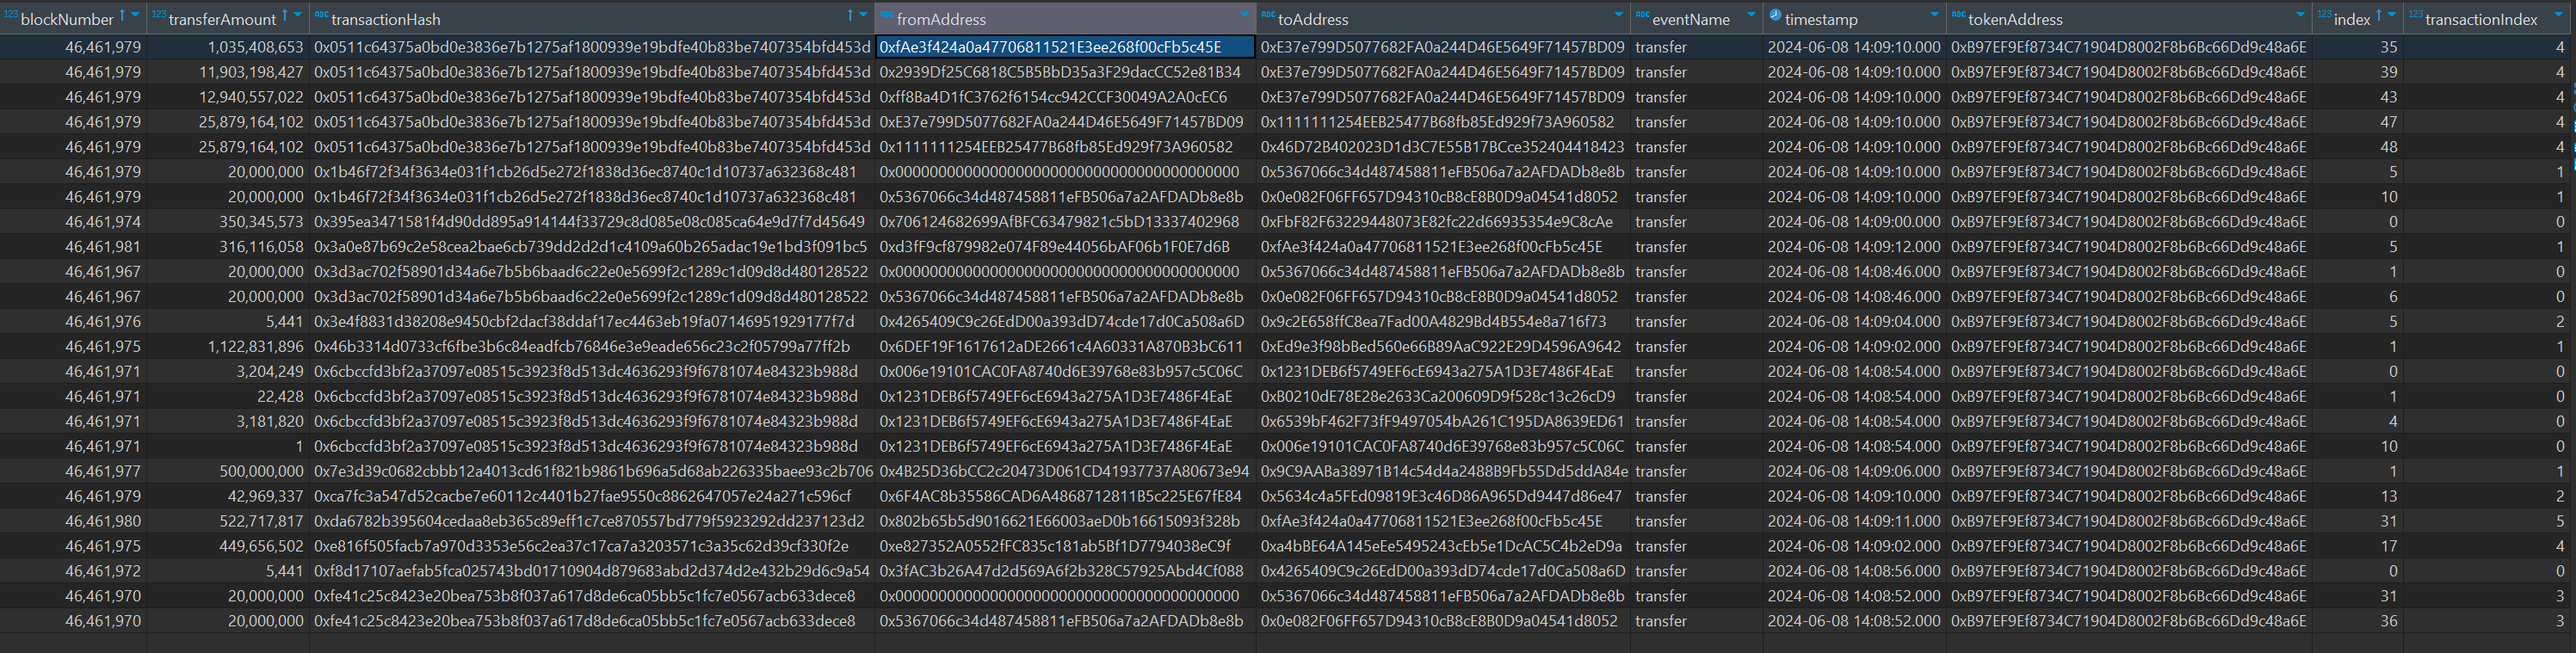 123 blockNumber 123 transferAmount ABC transactionHash ABC fromAddress ABC toAddress ABC eventName timestamp ABC tokenAddress 123 index 123 transactionIndex
46,461,979 1,035,408,653 0x0511c64375a0bd0e3836e7b1275af1800939e19bdfe40b83be7407354bfd453d 0xfAe3f424a0a47706811521E3ee268f00cFb5c45E 0xE37e799D5077682FA0a244D46E5649F71457BD09 transfer 2024-06-08 14:09:10.000 0xB97EF9Ef8734C71904D8002F8b6Bc66Dd9c48a6E 35 4
46,461,979 11,903,198,427 0x0511c64375a0bd0e3836e7b1275af1800939e19bdfe40b83be7407354bfd453d 0x2939Df25C6818C5B5BbD35a3F29dacCC52e81B34 0xE37e799D5077682FA0a244D46E5649F71457BD09 transfer 2024-06-08 14:09:10.000 0xB97EF9Ef8734C71904D8002F8b6Bc66Dd9c48a6E 39 4
46,461,979 12,940,557,022 0x0511c64375a0bd0e3836e7b1275af1800939e19bdfe40b83be7407354bfd453d 0xff8Ba4D1fC3762f6154cc942CCF30049A2A0cEC6 0xE37e799D5077682FA0a244D46E5649F71457BD09 transfer 2024-06-08 14:09:10.000 0xB97EF9Ef8734C71904D8002F8b6Bc66Dd9c48a6E 43 4
46,461,979 25,879,164,102 0x0511c64375a0bd0e3836e7b1275af1800939e19bdfe40b83be7407354bfd453d 0xE37e799D5077682FA0a244D46E5649F71457BD09 0x1111111254EEB25477B68fb85Ed929f73A960582 transfer 2024-06-08 14:09:10.000 0xB97EF9Ef8734C71904D8002F8b6Bc66Dd9c48a6E 47 4
46,461,979 25,879,164,102 0x0511c64375a0bd0e3836e7b1275af1800939e19bdfe40b83be7407354bfd453d 0x1111111254EEB25477B68fb85Ed929f73A960582 0x46D72B402023D1d3C7E55B17BCce352404418423 transfer 2024-06-08 14:09:10.000 0xB97EF9Ef8734C71904D8002F8b6Bc66Dd9c48a6E 48 4
46,461,979 20,000,000 0x1b46f72f34f3634e031f1cb26d5e272f1838d36ec8740c1d10737a632368c481 0x0000000000000000000000000000000000000000 0x5367066c34d487458811eFB506a7a2AFDADb8e8b transfer 2024-06-08 14:09:10.000 0xB97EF9Ef8734C71904D8002F8b6Bc66Dd9c48a6E 5 1
46,461,979 20,000,000 0x1b46f72f34f3634e031f1cb26d5e272f1838d36ec8740c1d10737a632368c481 0x5367066c34d487458811eFB506a7a2AFDADb8e8b 0x0e082F06FF657D94310cB8cE8B0D9a04541d8052 transfer 2024-06-08 14:09:10.000 0xB97EF9Ef8734C71904D8002F8b6Bc66Dd9c48a6E 10 1
46,461,974 350,345,573 0x395ea3471581f4d90dd895a914144f33729c8d085e08c085ca64e9d7f7d45649 0x706124682699AfBFC63479821c5bD13337402968 0xFbF82F63229448073E82fc22d66935354e9C8cAe transfer 2024-06-08 14:09:00.000 0xB97EF9Ef8734C71904D8002F8b6Bc66Dd9c48a6E 0 0
46,461,981 316,116,058 0x3a0e87b69c2e58cea2bae6cb739dd2d2d1c4109a60b265adac19e1bd3f091bc5 0xd3fF9cf879982e074F89e44056bAF06b1F0E7d6B 0xfAe3f424a0a47706811521E3ee268f00cFb5c45E transfer 2024-06-08 14:09:12.000 0xB97EF9Ef8734C71904D8002F8b6Bc66Dd9c48a6E 5 1
46,461,967 20,000,000 0x3d3ac702f58901d34a6e7b5b6baad6c22e0e5699f2c1289c1d09d8d480128522 0x0000000000000000000000000000000000000000 0x5367066c34d487458811eFB506a7a2AFDADb8e8b transfer 2024-06-08 14:08:46.000 0xB97EF9Ef8734C71904D8002F8b6Bc66Dd9c48a6E 1 0
46,461,967 20,000,000 0x3d3ac702f58901d34a6e7b5b6baad6c22e0e5699f2c1289c1d09d8d480128522 0x5367066c34d487458811eFB506a7a2AFDADb8e8b 0x0e082F06FF657D94310cB8cE8B0D9a04541d8052 transfer 2024-06-08 14:08:46.000 0xB97EF9Ef8734C71904D8002F8b6Bc66Dd9c48a6E 6 0
46,461,976 5,441 0x3e4f8831d38208e9450cbf2dacf38ddaf17ec4463eb19fa07146951929177f7d 0x4265409C9c26EdD00a393dD74cde17d0Ca508a6D 0x9c2E658ffC8ea7Fad00A4829Bd4B554e8a716f73 transfer 2024-06-08 14:09:04.000 0xB97EF9Ef8734C71904D8002F8b6Bc66Dd9c48a6E 5 2
46,461,975 1,122,831,896 0x46b3314d0733cf6fbe3b6c84eadfcb76846e3e9eade656c23c2f05799a77ff2b 0x6DEF19F1617612aDE2661c4A60331A870B3bC611 0xEd9e3f98bBed560e66B89AaC922E29D4596A9642 transfer 2024-06-08 14:09:02.000 0xB97EF9Ef8734C71904D8002F8b6Bc66Dd9c48a6E 1 1
46,461,971 3,204,249 0x6cbccfd3bf2a37097e08515c3923f8d513dc4636293f9f6781074e84323b988d 0x006e19101CAC0FA8740d6E39768e83b957c5C06C 0x1231DEB6f5749EF6cE6943a275A1D3E7486F4EaE transfer 2024-06-08 14:08:54.000 0xB97EF9Ef8734C71904D8002F8b6Bc66Dd9c48a6E 0 0
46,461,971 22,428 0x6cbccfd3bf2a37097e08515c3923f8d513dc4636293f9f6781074e84323b988d 0x1231DEB6f5749EF6cE6943a275A1D3E7486F4EaE 0xB0210dE78E28e2633Ca200609D9f528c13c26cD9 transfer 2024-06-08 14:08:54.000 0xB97EF9Ef8734C71904D8002F8b6Bc66Dd9c48a6E 1 0
46,461,971 3,181,820 0x6cbccfd3bf2a37097e08515c3923f8d513dc4636293f9f6781074e84323b988d 0x1231DEB6f5749EF6cE6943a275A1D3E7486F4EaE 0x6539bF462F73fF9497054bA261C195DA8639ED61 transfer 2024-06-08 14:08:54.000 0xB97EF9Ef8734C71904D8002F8b6Bc66Dd9c48a6E 4 0
46,461,971 1 0x6cbccfd3bf2a37097e08515c3923f8d513dc4636293f9f6781074e84323b988d 0x1231DEB6f5749EF6cE6943a275A1D3E7486F4EaE 0x006e19101CAC0FA8740d6E39768e83b957c5C06C transfer 2024-06-08 14:08:54.000 0xB97EF9Ef8734C71904D8002F8b6Bc66Dd9c48a6E 10 0
46,461,977 500,000,000 0x7e3d39c0682cbbb12a4013cd61f821b9861b696a5d68ab226335baee93c2b706 0x4B25D36bCC2c20473D061CD41937737A80673e94 0x9C9AABa38971B14c54d4a2488B9Fb55Dd5ddA84e transfer 2024-06-08 14:09:06.000 0xB97EF9Ef8734C71904D8002F8b6Bc66Dd9c48a6E 1 1
46,461,979 42,969,337 0xca7fc3a547d52cacbe7e60112c4401b27fae9550c8862647057e24a271c596cf 0x6F4AC8b35586CAD6A4868712811B5c225E67fE84 0x5634c4a5FEd09819E3c46D86A965Dd9447d86e47 transfer 2024-06-08 14:09:10.000 0xB97EF9Ef8734C71904D8002F8b6Bc66Dd9c48a6E 13 2
46,461,980 522,717,817 0xda6782b395604cedaa8eb365c89eff1c7ce870557bd779f5923292dd237123d2 0x802b65b5d9016621E66003aeD0b16615093f328b 0xfAe3f424a0a47706811521E3ee268f00cFb5c45E transfer 2024-06-08 14:09:11.000 0xB97EF9Ef8734C71904D8002F8b6Bc66Dd9c48a6E 31 5
46,461,975 449,656,502 0xe816f505facb7a970d3353e56c2ea37c17ca7a3203571c3a35c62d39cf330f2e 0xe827352A0552fFC835c181ab5Bf1D7794038eC9f 0xa4bBE64A145eEe5495243cEb5e1DcAC5C4b2eD9a transfer 2024-06-08 14:09:02.000 0xB97EF9Ef8734C71904D8002F8b6Bc66Dd9c48a6E 17 4
46,461,972 5,441 0xf8d17107aefab5fca025743bd01710904d879683abd2d374d2e432b29d6c9a54 0x3fAC3b26A47d2d569A6f2b328C57925Abd4Cf088 0x4265409C9c26EdD00a393dD74cde17d0Ca508a6D transfer 2024-06-08 14:08:56.000 0xB97EF9Ef8734C71904D8002F8b6Bc66Dd9c48a6E 0 0
46,461,970 20,000,000 0xfe41c25c8423e20bea753b8f037a617d8de6ca05bb5c1fc7e0567acb633dece8 0x0000000000000000000000000000000000000000 0x5367066c34d487458811eFB506a7a2AFDADb8e8b transfer 2024-06-08 14:08:52.000 0xB97EF9Ef8734C71904D8002F8b6Bc66Dd9c48a6E 31 3
46,461,970 20,000,000 0xfe41c25c8423e20bea753b8f037a617d8de6ca05bb5c1fc7e0567acb633dece8 0x5367066c34d487458811eFB506a7a2AFDADb8e8b 0x0e082F06FF657D94310cB8cE8B0D9a04541d8052 transfer 2024-06-08 14:08:52.000 0xB97EF9Ef8734C71904D8002F8b6Bc66Dd9c48a6E 36 3